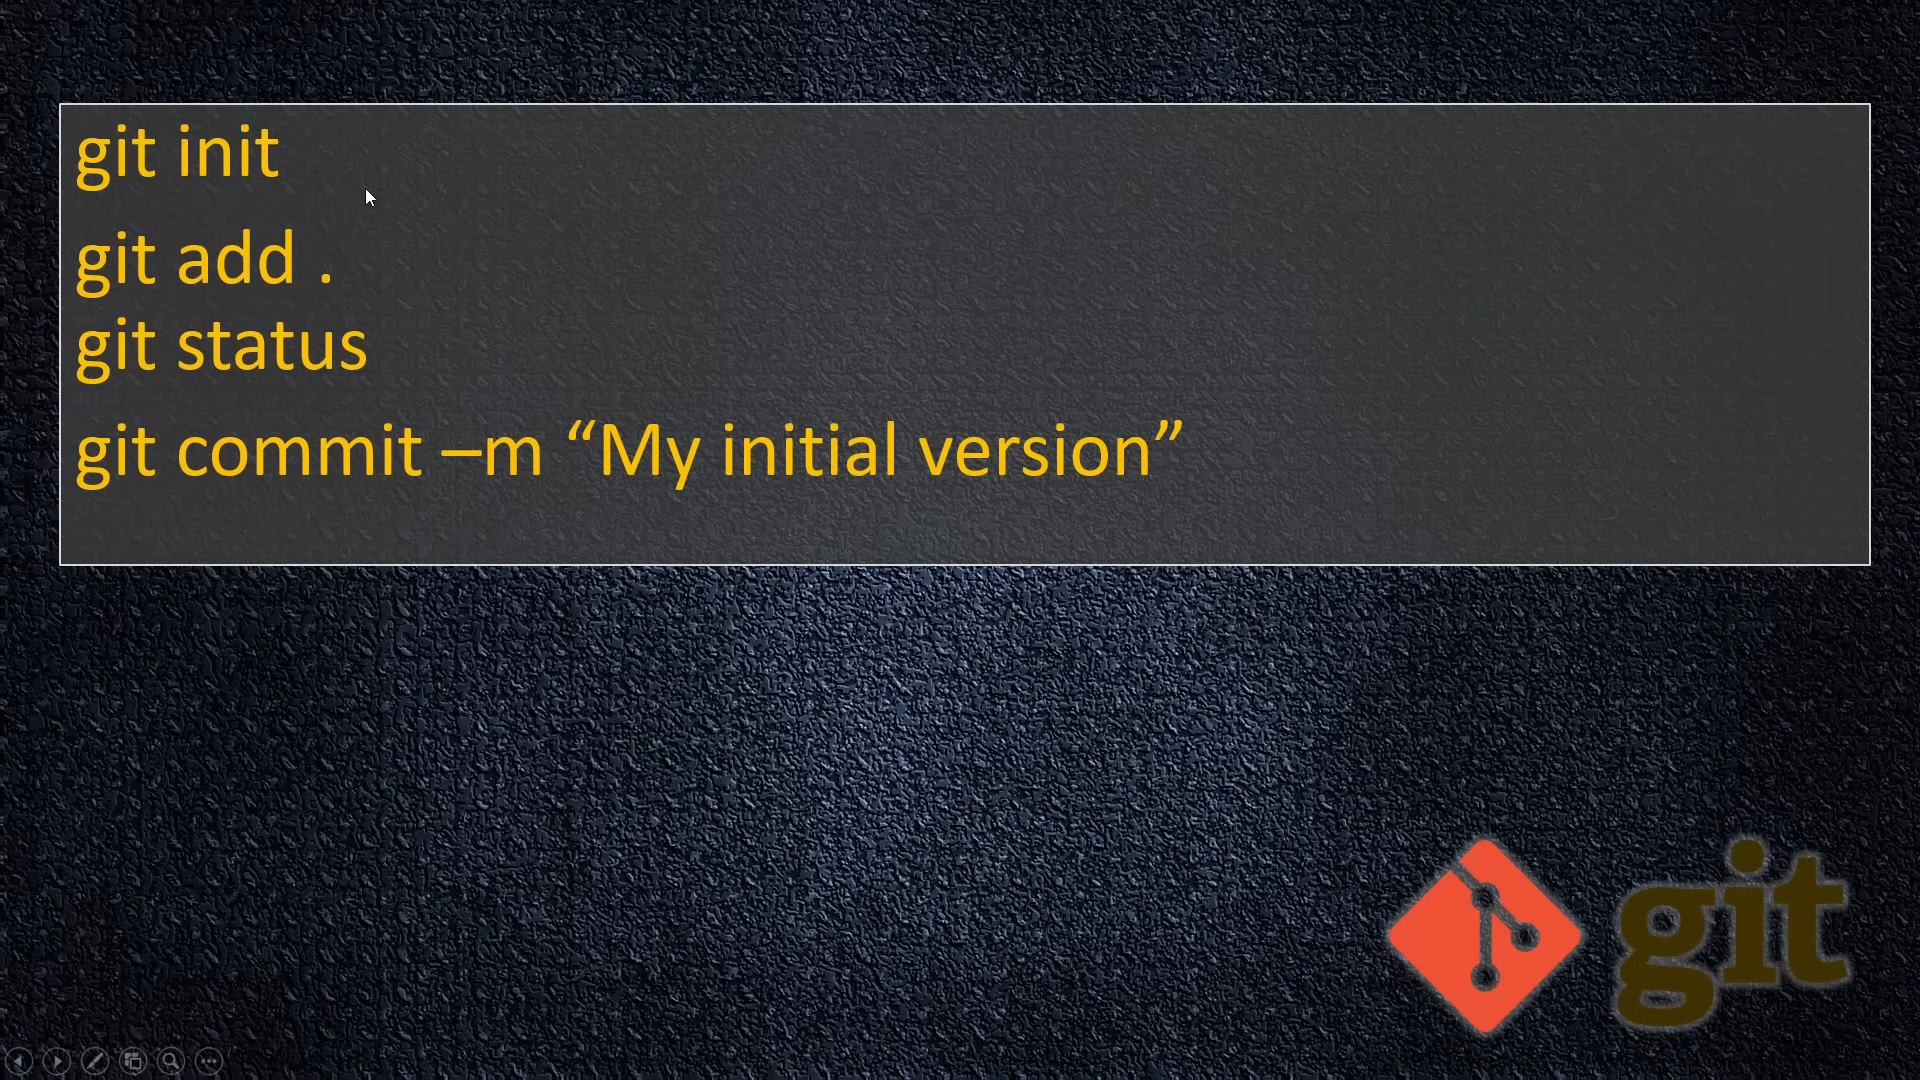 git init
git add .
git status
git commit –m “My initial version”
git